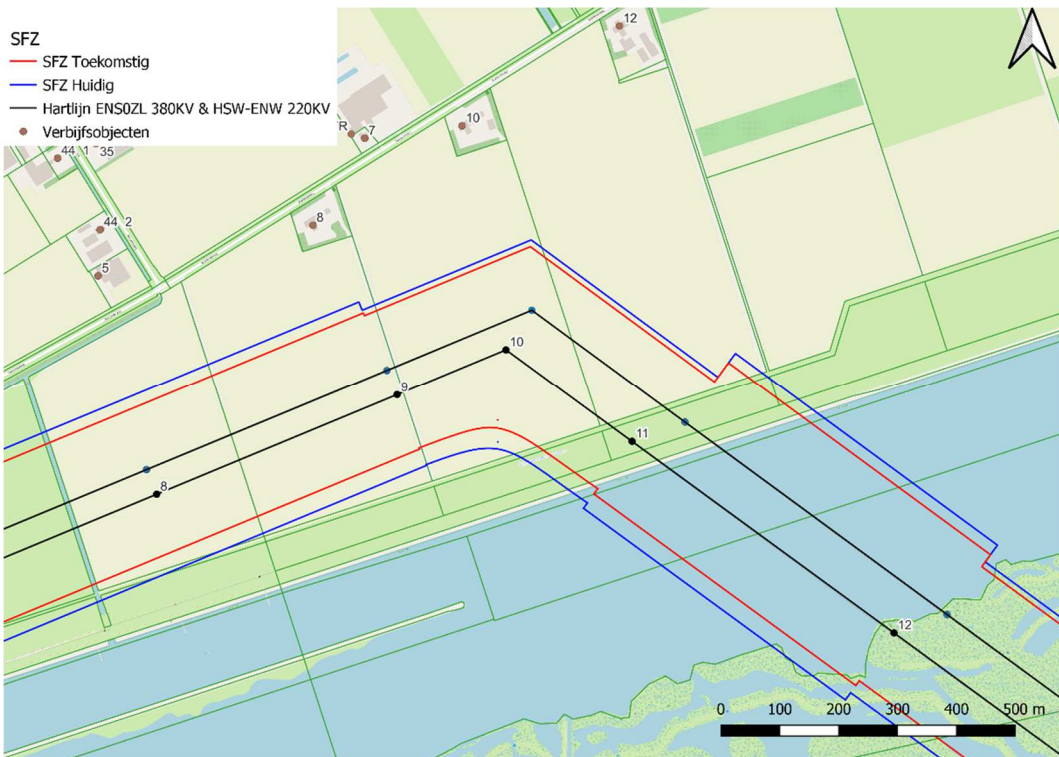 SFZ
SFZ Toekomstig
SFZ Huidig
Hartlijn ENS0ZL 380KV & HSW-ENW 220KV
Verbijfsobjecten
12
10
R
7
44
1
35
8
44
2
5
10
9
11
8
12
0 100 200 300 400 500 m